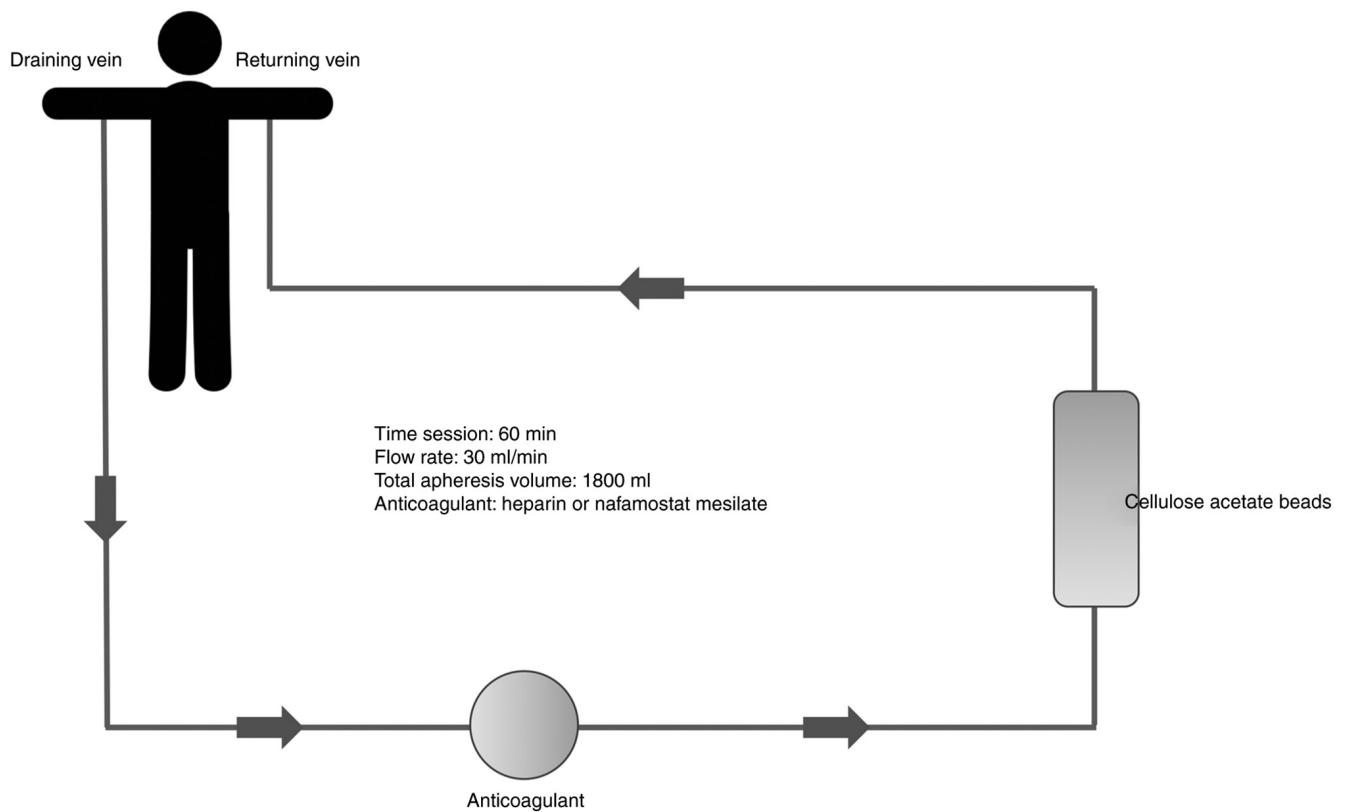 Draining vein
Returning vein
Time session: 60 min
Flow rate: 30 ml/min
Total apheresis volume: 1800 ml
Anticoagulant: heparin or nafamostat mesilate
Cellulose acetate beads
Anticoagulant